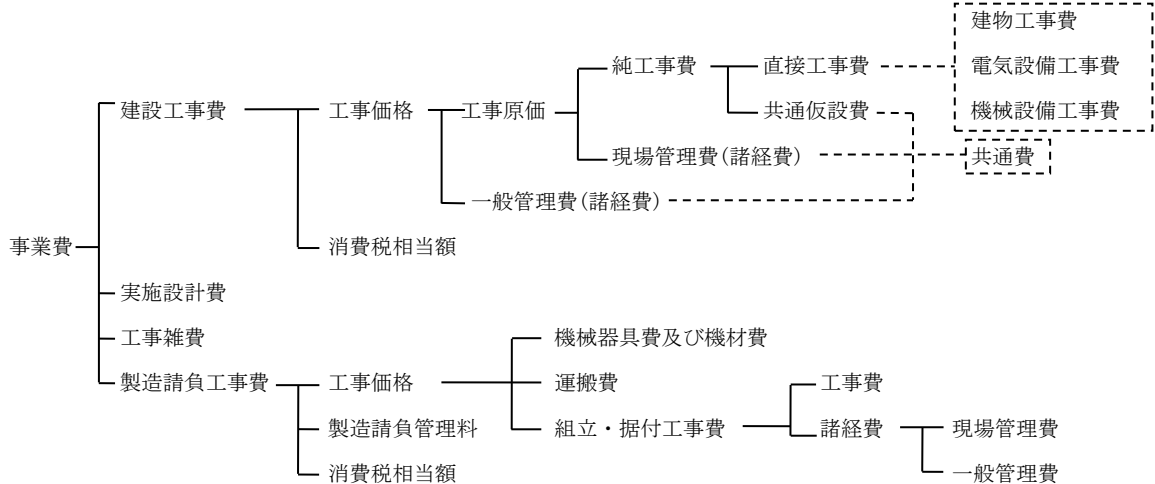 建物工事費
純工事費 直接工事費 電気設備工事費
建設工事費 工事価格 工事原価 共通仮設費 機械設備工事費
現場管理費(諸経費) 共通費
一般管理費(諸経費)
事業費 消費税相当額
実施設計費
工事雑費 機械器具費及び機材費
製造請負工事費 工事価格 運搬費 工事費
製造請負管理料 組立・据付工事費 諸経費 現場管理費
消費税相当額 一般管理費